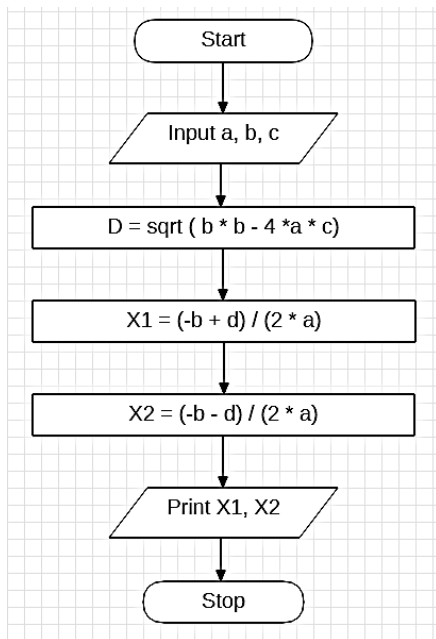 Start
Input a, b, c
D = sqrt ( b * b - 4 *a * c)
X1 = (-b + d) / (2 * a)
X2 = (-b - d) / (2 * a)
Print X1, X2
Stop